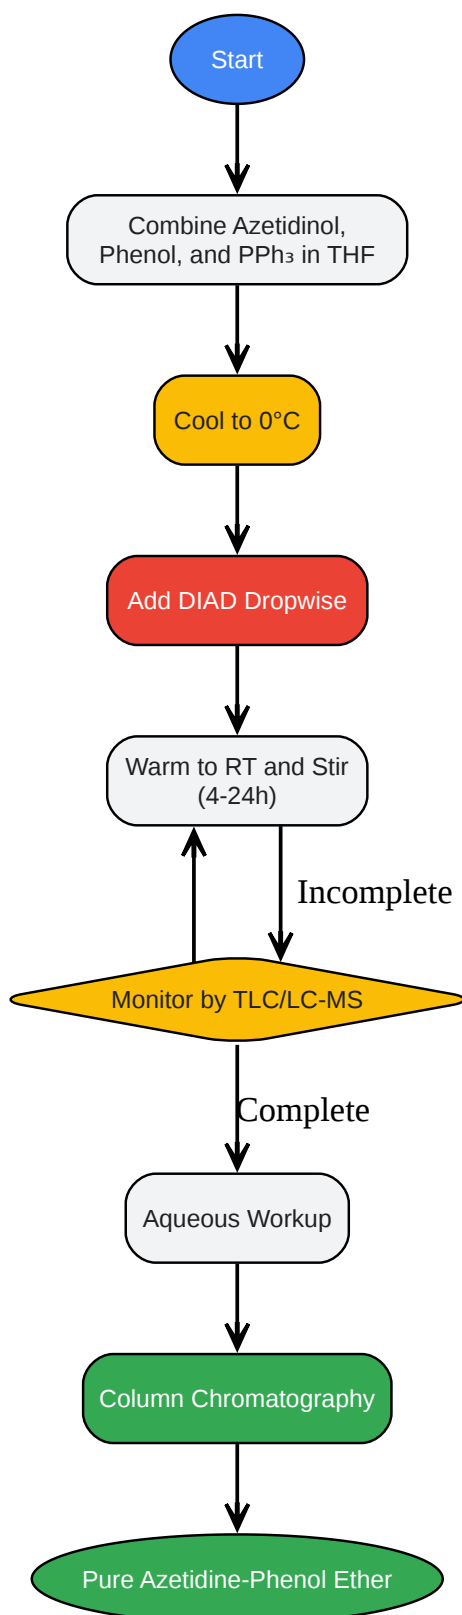 Start
Combine Azetidinol,
Phenol, and PPh₃ in THF
Cool to 0°C
Add DIAD Dropwise
Warm to RT and Stir
(4-24h)
Incomplete
Monitor by TLC/LC-MS
Complete
Aqueous Workup
Column Chromatography
Pure Azetidine-Phenol Ether